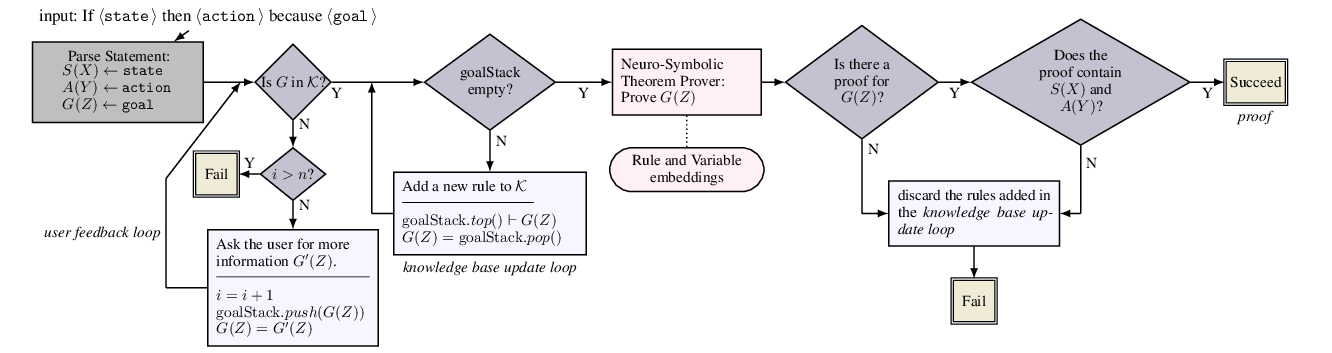 input: If ⟨state⟩ then ⟨action⟩ because ⟨goal⟩
Parse Statement:
S(X) ← state
A(Y) ← action
G(Z) ← goal
Is G in 𝒦?
Y
N
i > n?
Y
Fail
N
user feedback loop
Ask the user for more
information G′(Z).
i = i + 1
goalStack.push(G(Z))
G(Z) = G′(Z)
goalStack
empty?
Y
N
Add a new rule to 𝒦
goalStack.top() ⊢ G(Z)
G(Z) = goalStack.pop()
knowledge base update loop
Neuro-Symbolic
Theorem Prover:
Prove G(Z)
Rule and Variable
embeddings
Is there a
proof for
G(Z)?
Y
N
Does the
proof contain
S(X) and
A(Y)?
Y
N
Succeed
proof
discard the rules added in
the knowledge base up-
date loop
Fail